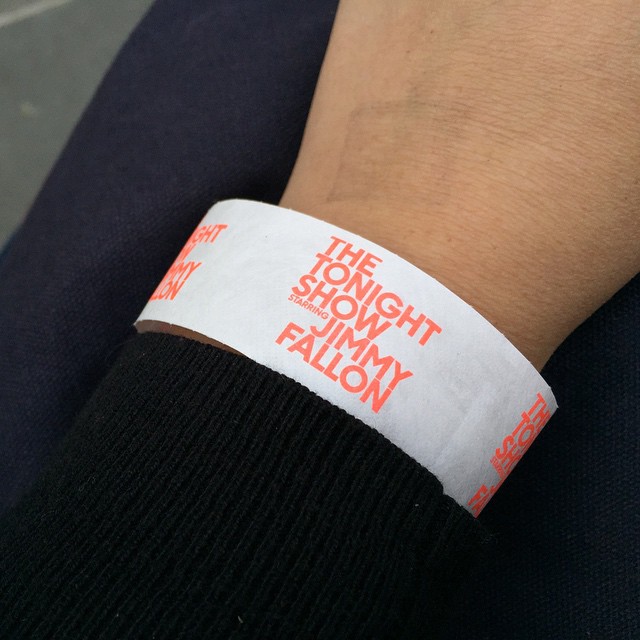 THE
TONIGHT
SHOW
STARRING
JIMMY
FALLON